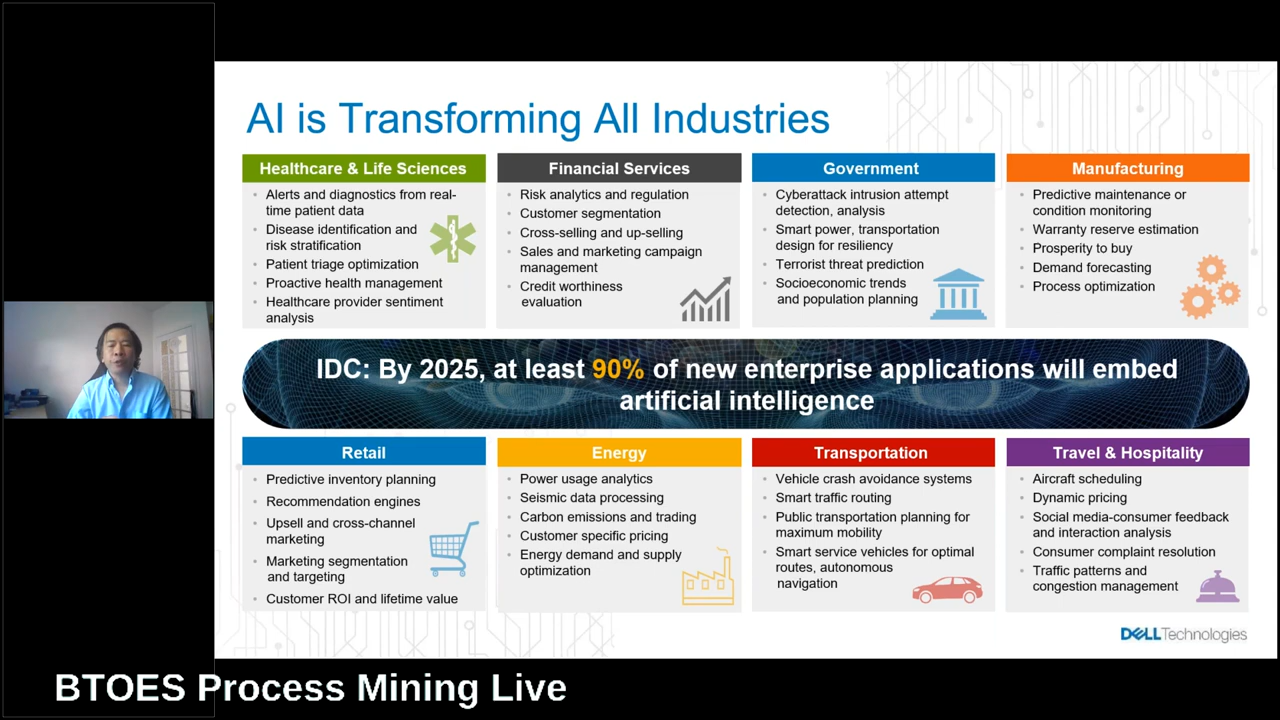 AI is Transforming All Industries
Healthcare & Life Sciences
Alerts and diagnostics from real-
time patient data
Disease identification and
risk stratification
Patient triage optimization
Proactive health management
Healthcare provider sentiment
analysis
Financial Services
Risk analytics and regulation
Customer segmentation
Cross-selling and up-selling
Sales and marketing campaign
management
Credit worthiness
evaluation
Government
Cyberattack intrusion attempt
detection, analysis
Smart power, transportation
design for resiliency
Terrorist threat prediction
Socioeconomic trends
and population planning
Manufacturing
Predictive maintenance or
condition monitoring
Warranty reserve estimation
Prosperity to buy
Demand forecasting
Process optimization
IDC: By 2025, at least 90% of new enterprise applications will embed
artificial intelligence
Retail
Predictive inventory planning
Recommendation engines
Upsell and cross-channel
marketing
Marketing segmentation
and targeting
Customer ROI and lifetime value
Energy
Power usage analytics
Seismic data processing
Carbon emissions and trading
Customer specific pricing
Energy demand and supply
optimization
Transportation
Vehicle crash avoidance systems
Smart traffic routing
Public transportation planning for
maximum mobility
Smart service vehicles for optimal
routes, autonomous
navigation
Travel & Hospitality
Aircraft scheduling
Dynamic pricing
Social media-consumer feedback
and interaction analysis
Consumer complaint resolution
Traffic patterns and
congestion management
DELL Technologies
BTOES Process Mining Live